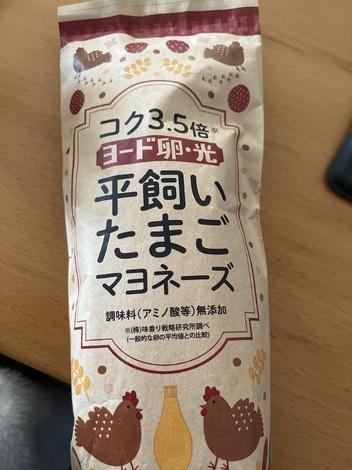 コク3.5倍※
ヨード卵・光
平飼い
たまご
マヨネーズ
調味料(アミノ酸等)無添加
※(株)味香り戦略研究所調べ
(一般的な卵の平均値との比較)